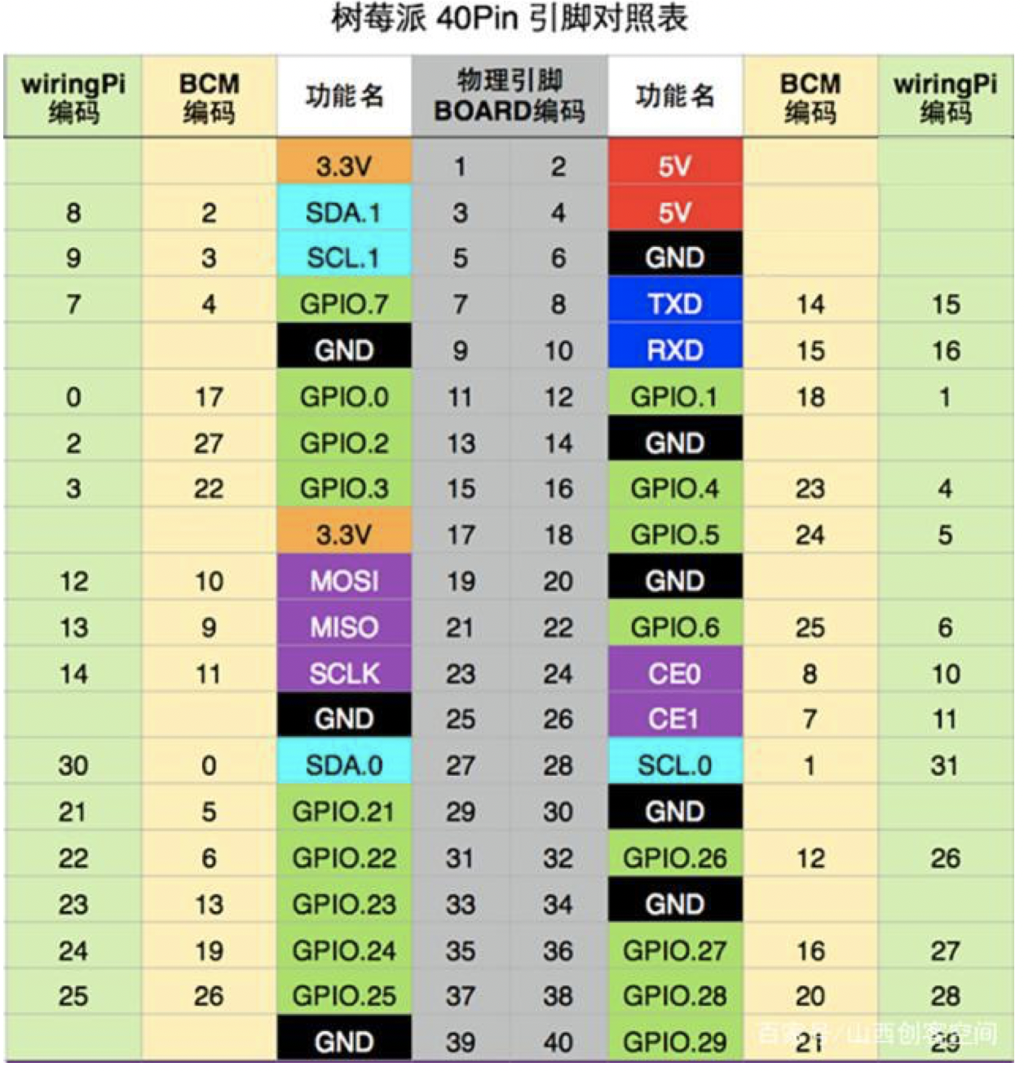 树莓派 40Pin 引脚对照表
wiringPi 编码 BCM 编码 功能名 物理引脚 BOARD编码 功能名 BCM 编码 wiringPi 编码
3.3V 1 2 5V
8 2 SDA.1 3 4 5V
9 3 SCL.1 5 6 GND
7 4 GPIO.7 7 8 TXD 14 15
GND 9 10 RXD 15 16
0 17 GPIO.0 11 12 GPIO.1 18 1
2 27 GPIO.2 13 14 GND
3 22 GPIO.3 15 16 GPIO.4 23 4
3.3V 17 18 GPIO.5 24 5
12 10 MOSI 19 20 GND
13 9 MISO 21 22 GPIO.6 25 6
14 11 SCLK 23 24 CE0 8 10
GND 25 26 CE1 7 11
30 0 SDA.0 27 28 SCL.0 1 31
21 5 GPIO.21 29 30 GND
22 6 GPIO.22 31 32 GPIO.26 12 26
23 13 GPIO.23 33 34 GND
24 19 GPIO.24 35 36 GPIO.27 16 27
25 26 GPIO.25 37 38 GPIO.28 20 28
GND 39 40 GPIO.29 21 29
百家号/山西创客空间